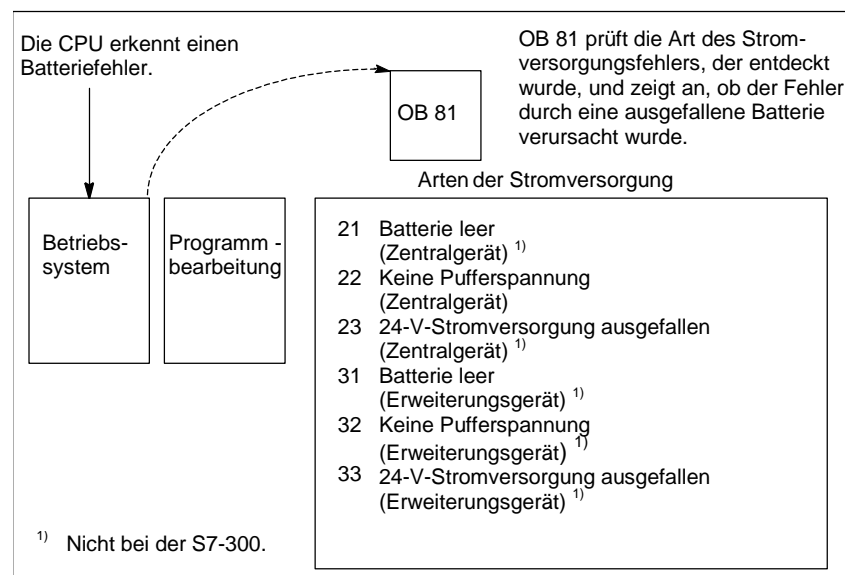 Die CPU erkennt einen
Batteriefehler.
OB 81 prüft die Art des Strom-
versorgungsfehlers, der entdeckt
wurde, und zeigt an, ob der Fehler
durch eine ausgefallene Batterie
verursacht wurde.
OB 81
Betriebs-
system
Programm -
bearbeitung
Arten der Stromversorgung
21 Batterie leer
(Zentralgerät) 1)
22 Keine Pufferspannung
(Zentralgerät)
23 24-V-Stromversorgung ausgefallen
(Zentralgerät) 1)
31 Batterie leer
(Erweiterungsgerät) 1)
32 Keine Pufferspannung
(Erweiterungsgerät) 1)
33 24-V-Stromversorgung ausgefallen
(Erweiterungsgerät) 1)
1) Nicht bei der S7-300.